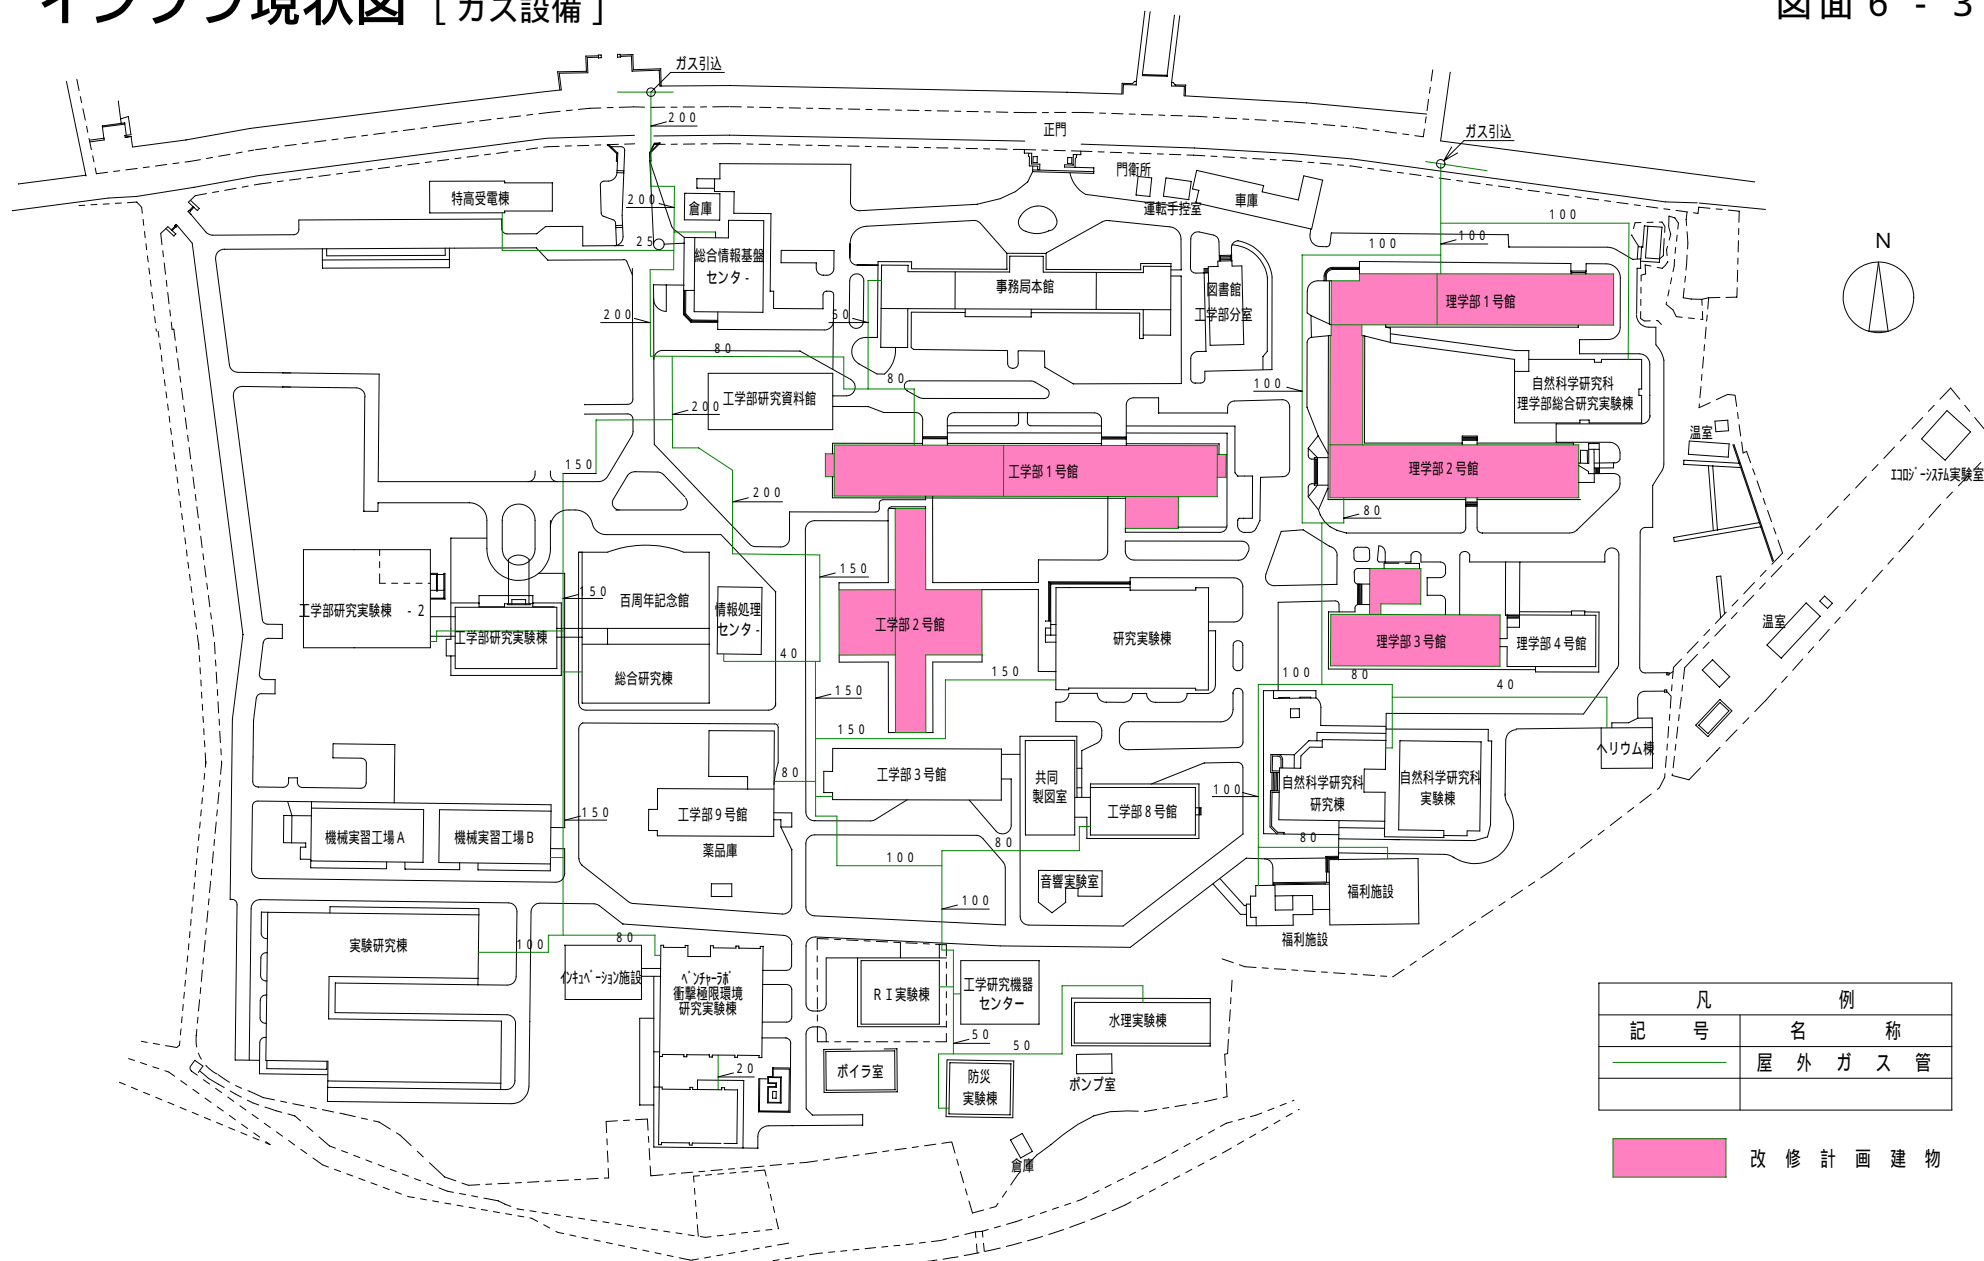 インフラ現状図 [ ガス設備 ]
図面 6 - 3
ガス引込
200
正門
ガス引込
門衛所
特高受電棟
200
倉庫
運転手控室
車庫
100
25
100
100
N
総合情報基盤
センタ-
事務局本館
図書館
工学部分室
理学部1号館
200
50
80
80
100
自然科学研究科
理学部総合研究実験棟
工学部研究資料館
200
温室
150
工学部1号館
理学部2号館
エコロジーシステム実験室
200
80
150
150
百周年記念館
情報処理
センタ-
工学部研究実験棟 -2
工学部研究実験棟
工学部2号館
研究実験棟
理学部3号館
理学部4号館
温室
40
総合研究棟
150
150
100
80
40
150
ヘリウム棟
80
工学部3号館
共同
製図室
自然科学研究科
研究棟
自然科学研究科
実験棟
100
工学部9号館
工学部8号館
150
機械実習工場A
機械実習工場B
薬品庫
100
80
80
音響実験室
福利施設
100
福利施設
実験研究棟
100
80
インキュベーション施設
ベンチャーラボ
衝撃極限環境
研究実験棟
RI実験棟
工学研究機器
センター
水理実験棟
50
50
20
ボイラ室
防災
実験棟
ポンプ室
倉庫
凡 例
記 号 名 称
屋 外 ガ ス 管
改 修 計 画 建 物